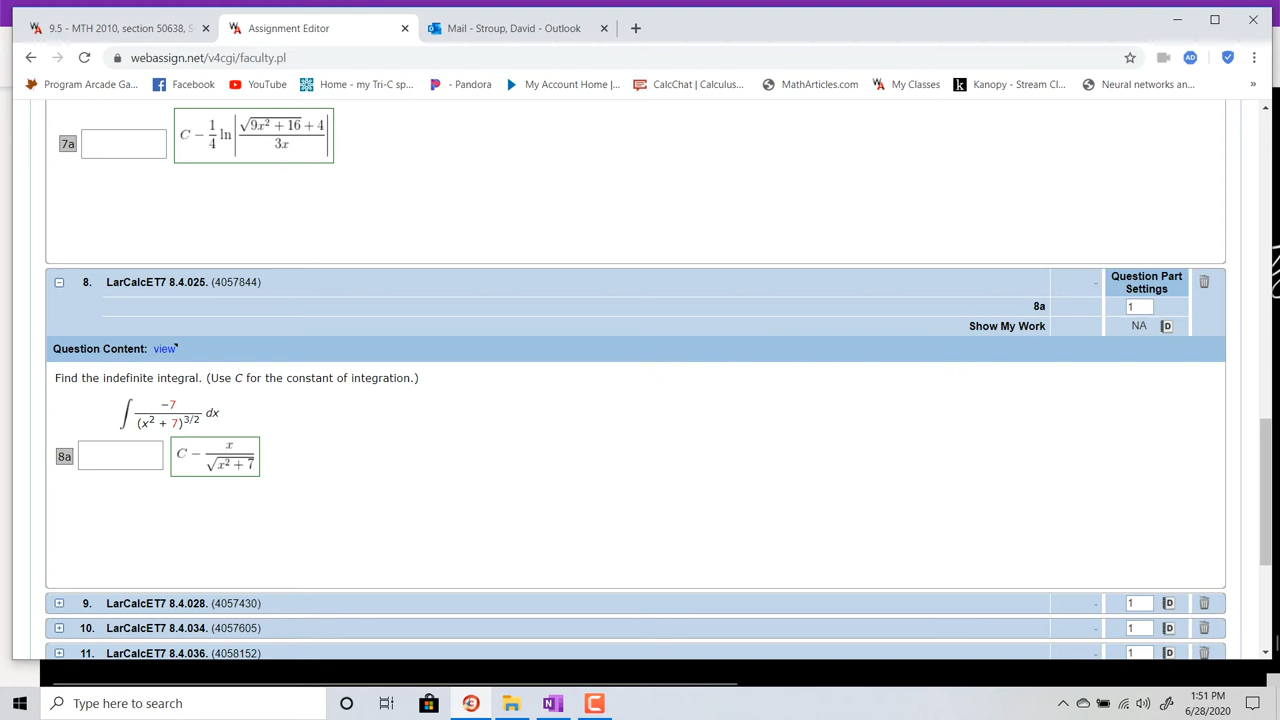 9.5 - MTH 2010, section 50638, S
Assignment Editor
Mail - Stroup, David - Outlook
webassign.net/v4cgi/faculty.pl
Program Arcade Ga...
Facebook
YouTube
Home - my Tri-C sp...
- Pandora
My Account Home |...
CalcChat | Calculus...
MathArticles.com
My Classes
Kanopy - Stream Cl...
Neural networks an...
»
7a
C − 1/4 ln |(√(9x² + 16) + 4)/(3x)|
8. LarCalcET7 8.4.025. (4057844)
-
Question Part
Settings
8a
1
Show My Work
NA
D
Question Content: view
Find the indefinite integral. (Use C for the constant of integration.)
∫ −7/(x² + 7)^{3/2} dx
8a
C − x/√(x² + 7)
9. LarCalcET7 8.4.028. (4057430)
-
1
D
10. LarCalcET7 8.4.034. (4057605)
-
1
D
11. LarCalcET7 8.4.036. (4058152)
-
1
D
Type here to search
1:51 PM
6/28/2020